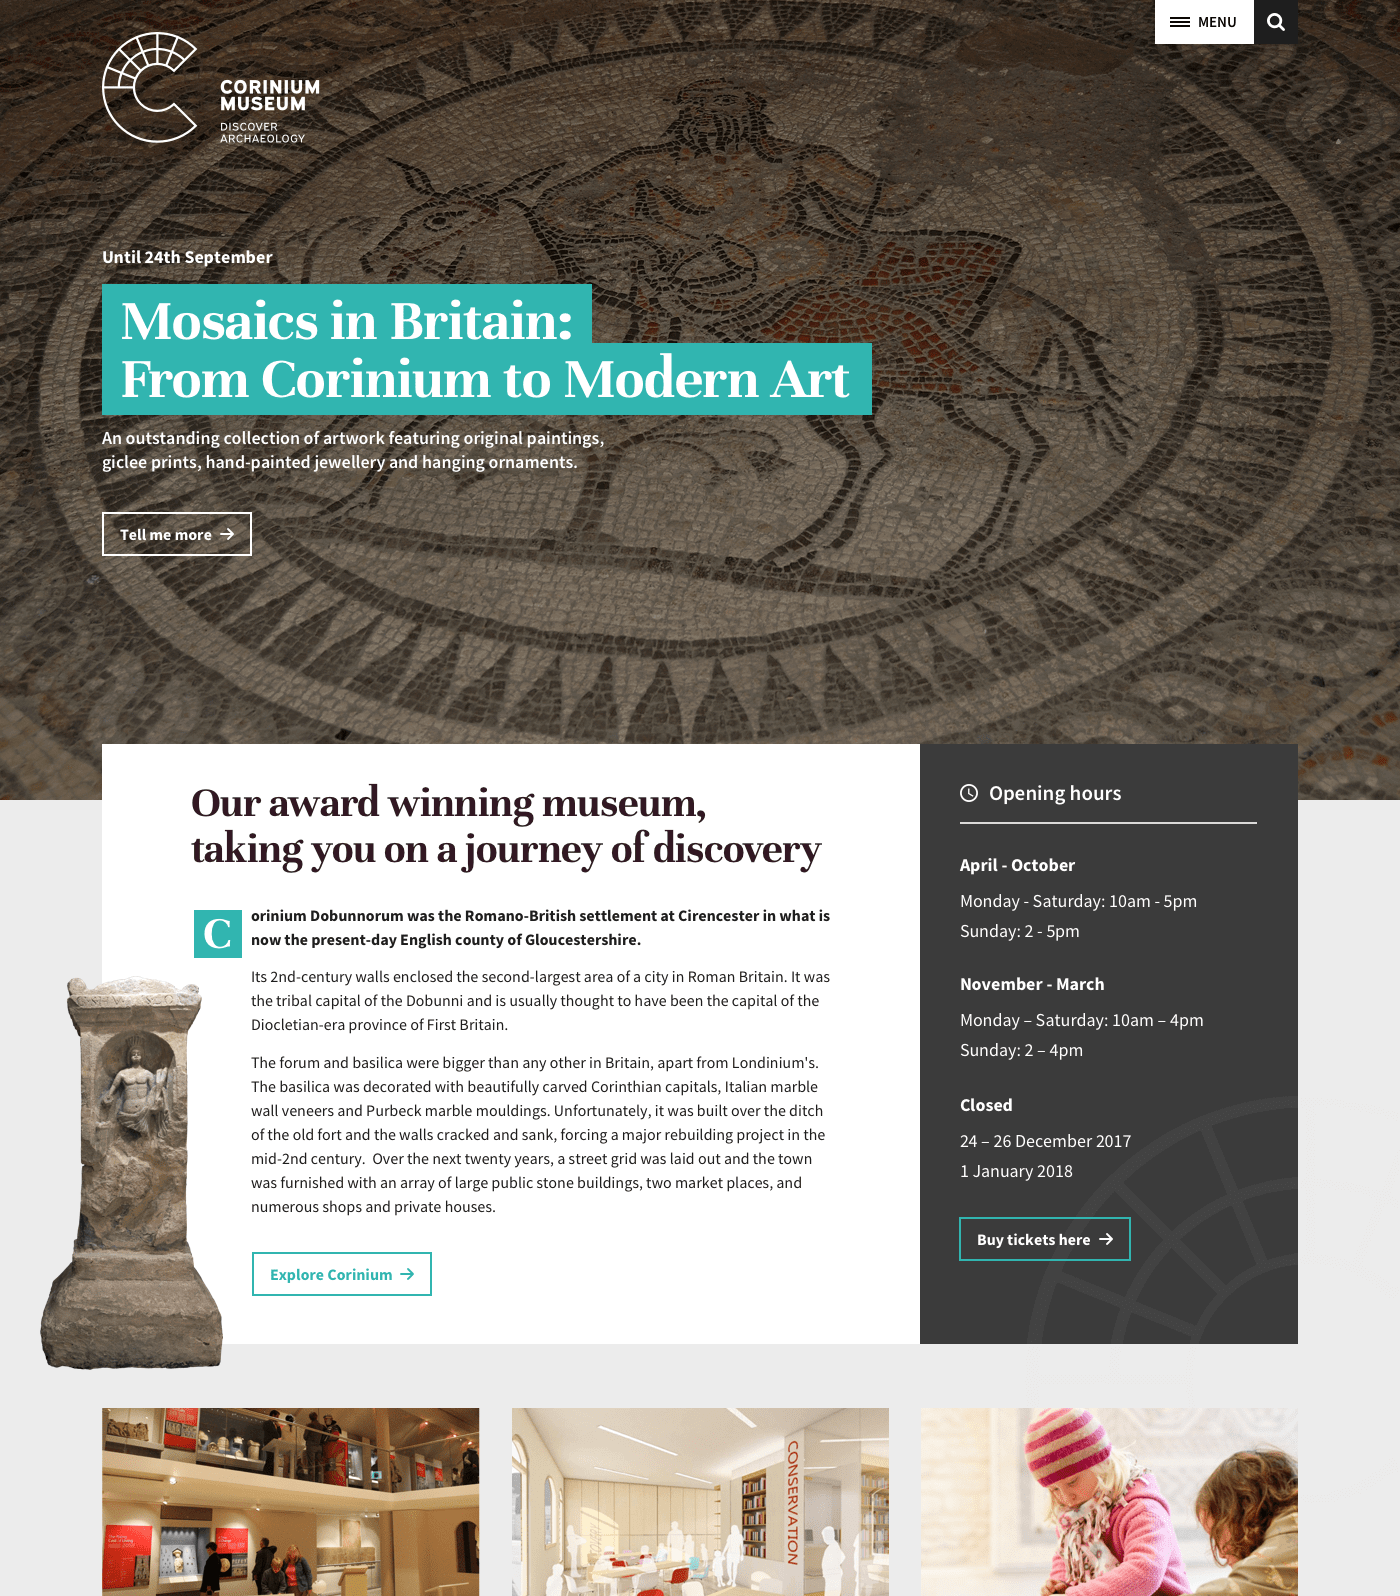 MENU
CORINIUM
MUSEUM
DISCOVER
ARCHAEOLOGY
Until 24th September
Mosaics in Britain:
From Corinium to Modern Art
An outstanding collection of artwork featuring original paintings,
giclee prints, hand-painted jewellery and hanging ornaments.
Tell me more
Our award winning museum,
taking you on a journey of discovery
Corinium Dobunnorum was the Romano-British settlement at Cirencester in what is
now the present-day English county of Gloucestershire.
Its 2nd-century walls enclosed the second-largest area of a city in Roman Britain. It was
the tribal capital of the Dobunni and is usually thought to have been the capital of the
Diocletian-era province of First Britain.
The forum and basilica were bigger than any other in Britain, apart from Londinium's.
The basilica was decorated with beautifully carved Corinthian capitals, Italian marble
wall veneers and Purbeck marble mouldings. Unfortunately, it was built over the ditch
of the old fort and the walls cracked and sank, forcing a major rebuilding project in the
mid-2nd century.  Over the next twenty years, a street grid was laid out and the town
was furnished with an array of large public stone buildings, two market places, and
numerous shops and private houses.
Explore Corinium
Opening hours
April - October
Monday - Saturday: 10am - 5pm
Sunday: 2 - 5pm
November - March
Monday – Saturday: 10am – 4pm
Sunday: 2 – 4pm
Closed
24 – 26 December 2017
1 January 2018
Buy tickets here
CONSERVATION